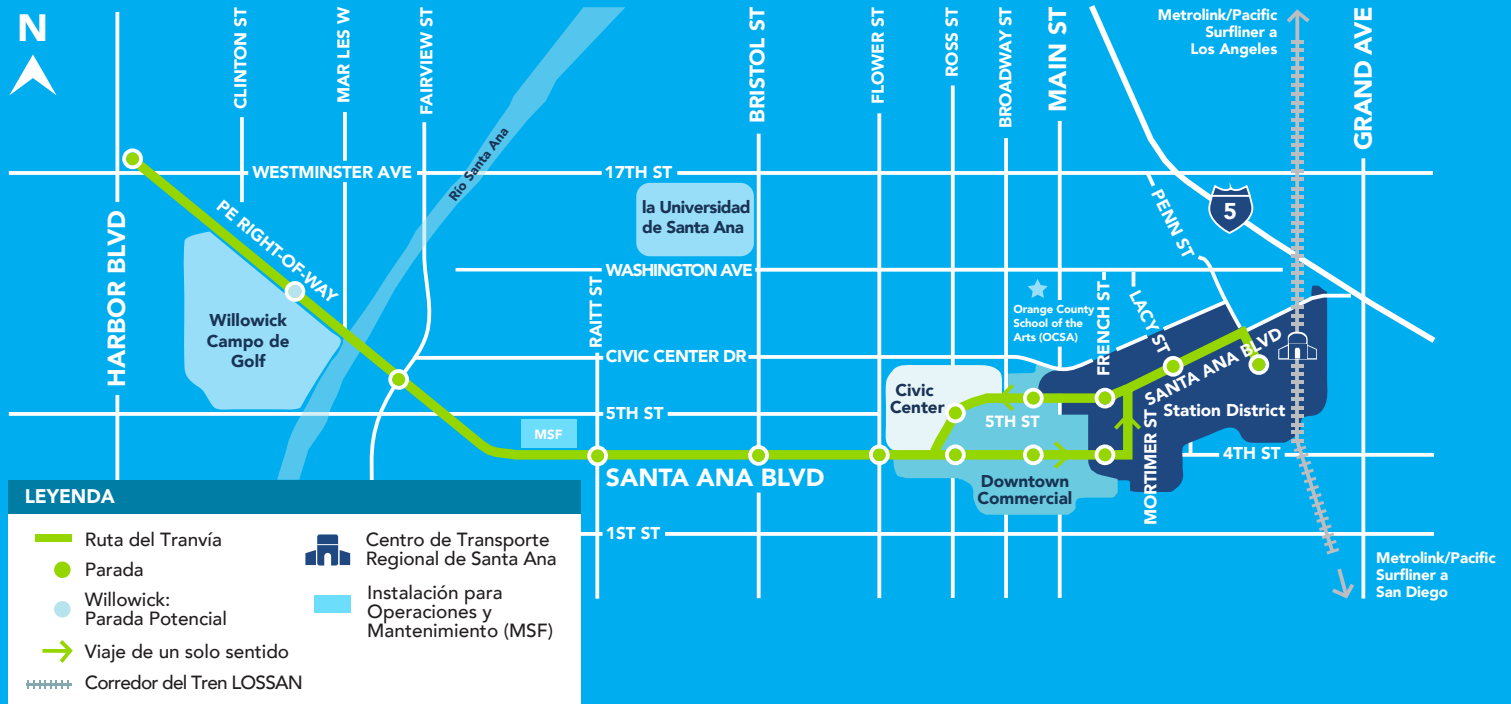 N
CLINTON ST
MAR LES W
FAIRVIEW ST
BRISTOL ST
FLOWER ST
ROSS ST
BROADWAY ST
MAIN ST
Metrolink/Pacific
Surfliner a
Los Angeles
GRAND AVE
WESTMINSTER AVE
17TH ST
Río Santa Ana
la Universidad
de Santa Ana
PENN ST
5
HARBOR BLVD
PE RIGHT-OF-WAY
WASHINGTON AVE
RAITT ST
Willowick
Campo de
Golf
Orange County
School of the
Arts (OCSA)
FRENCH ST
LACY ST
CIVIC CENTER DR
SANTA ANA BLVD
Civic
Center
5TH ST
5TH ST
Station District
MSF
MORTIMER ST
4TH ST
SANTA ANA BLVD
Downtown
Commercial
1ST ST
Metrolink/Pacific
Surfliner a
San Diego
LEYENDA
Ruta del Tranvía
Parada
Willowick:
Parada Potencial
Viaje de un solo sentido
Corredor del Tren LOSSAN
Centro de Transporte
Regional de Santa Ana
Instalación para
Operaciones y
Mantenimiento (MSF)